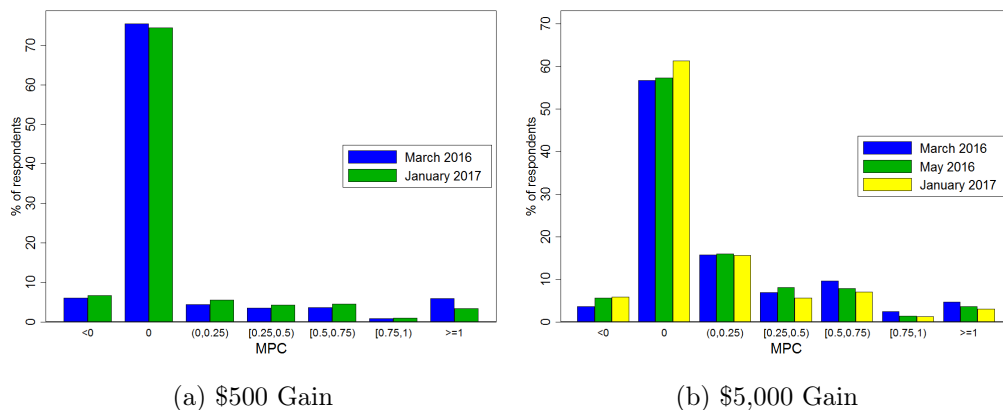 % of respondents
70
60
50
40
30
20
10
0
March 2016
January 2017
<0
0
(0,0.25)
[0.25,0.5)
[0.5,0.75)
[0.75,1)
>=1
MPC
(a) $500 Gain
% of respondents
70
60
50
40
30
20
10
0
March 2016
May 2016
January 2017
<0
0
(0,0.25)
[0.25,0.5)
[0.5,0.75)
[0.75,1)
>=1
MPC
(b) $5,000 Gain